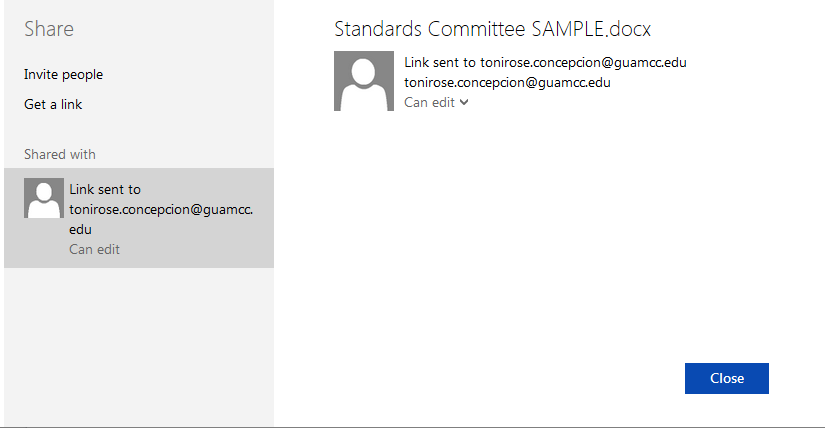 Share
Invite people
Get a link
Shared with
Link sent to
tonirose.concepcion@guamcc.
edu
Can edit
Standards Committee SAMPLE.docx
Link sent to tonirose.concepcion@guamcc.edu
tonirose.concepcion@guamcc.edu
Can edit
Close